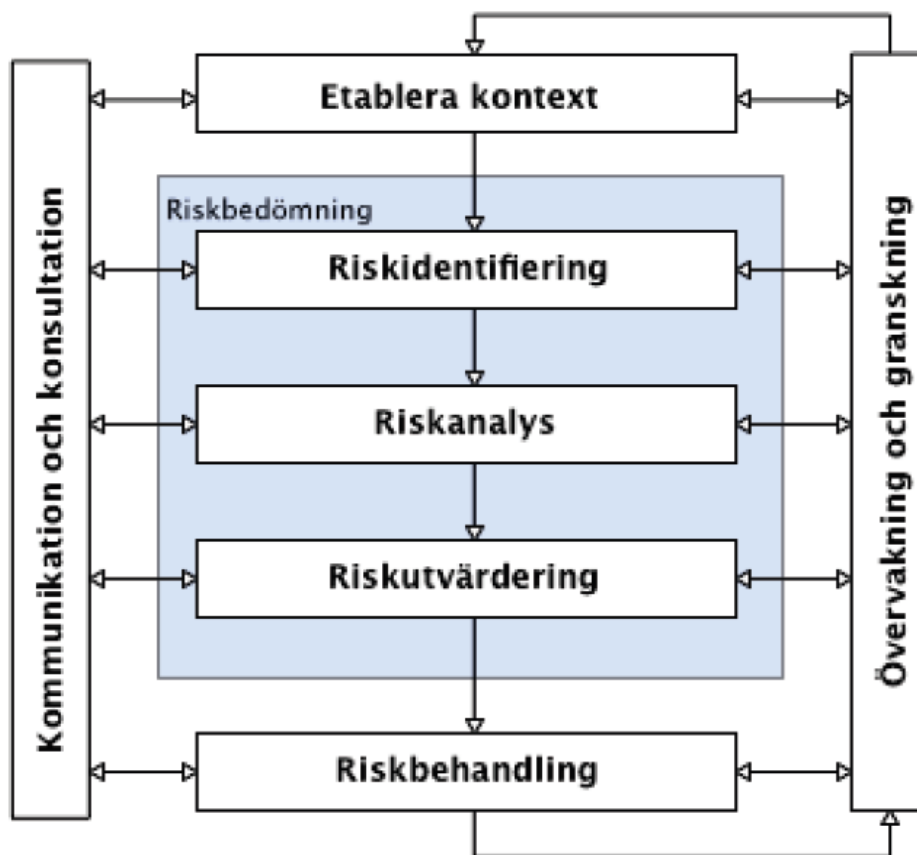 Etablera kontext
Riskbedömning
Riskidentifiering
Riskanalys
Riskutvärdering
Riskbehandling
Kommunikation och konsultation
Övervakning och granskning